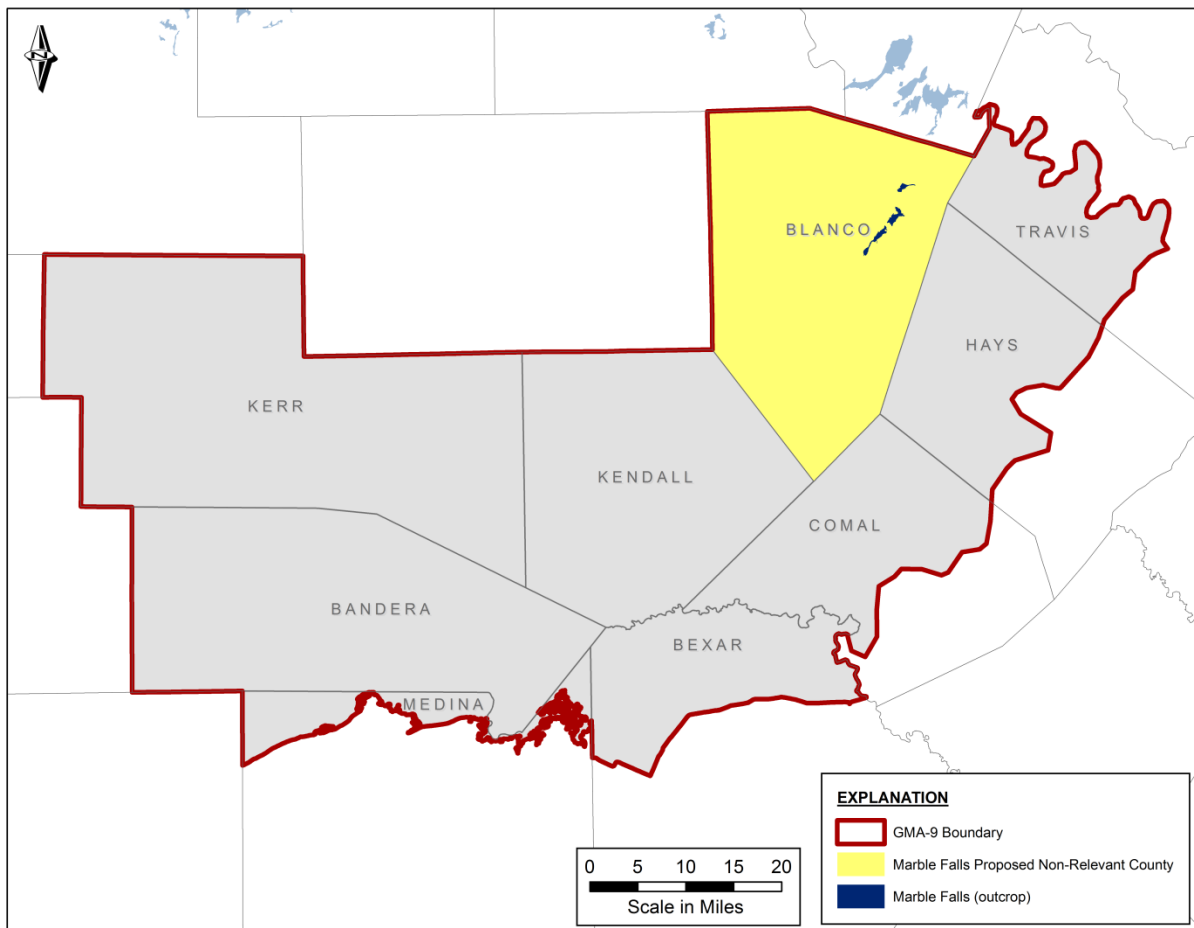 N
BLANCO
TRAVIS
HAYS
KERR
KENDALL
COMAL
BANDERA
BEXAR
MEDINA
EXPLANATION
GMA-9 Boundary
Marble Falls Proposed Non-Relevant County
Marble Falls (outcrop)
0 5 10 15 20
Scale in Miles